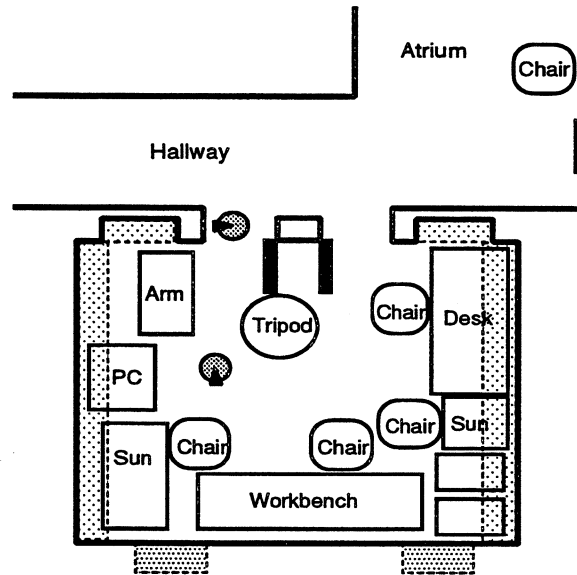 Atrium
Chair
Hallway
Arm
Tripod
Chair
Desk
PC
Chair
Sun
Sun
Chair
Chair
Workbench